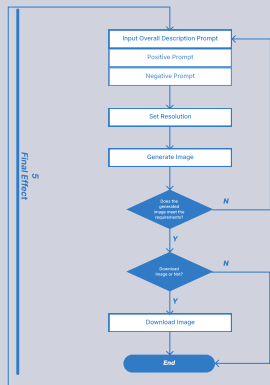 Input Overall Description Prompt
Positive Prompt
Negative Prompt
Set Resolution
Generate Image
Does the
generated
image meet the
requirements?
N
Y
Download
Image or Not?
N
Y
Download Image
End
5
Final Effect